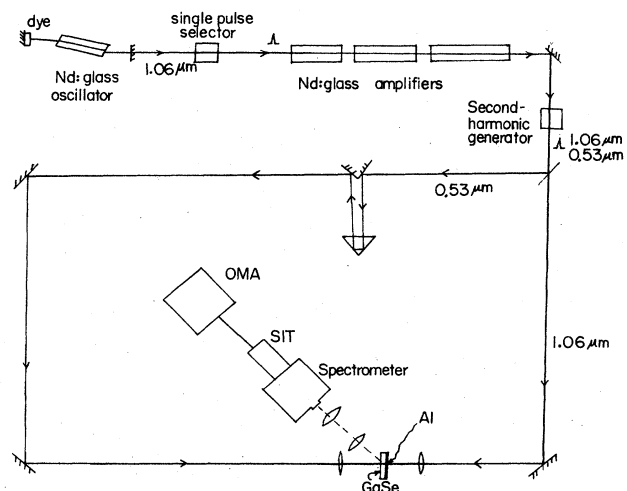 dye
Nd:glass
oscillator
1.06μm
single pulse
selector
Nd:glass amplifiers
Second-
harmonic
generator
1.06μm
0.53μm
0.53μm
1.06μm
OMA
SIT
Spectrometer
Al
GaSe